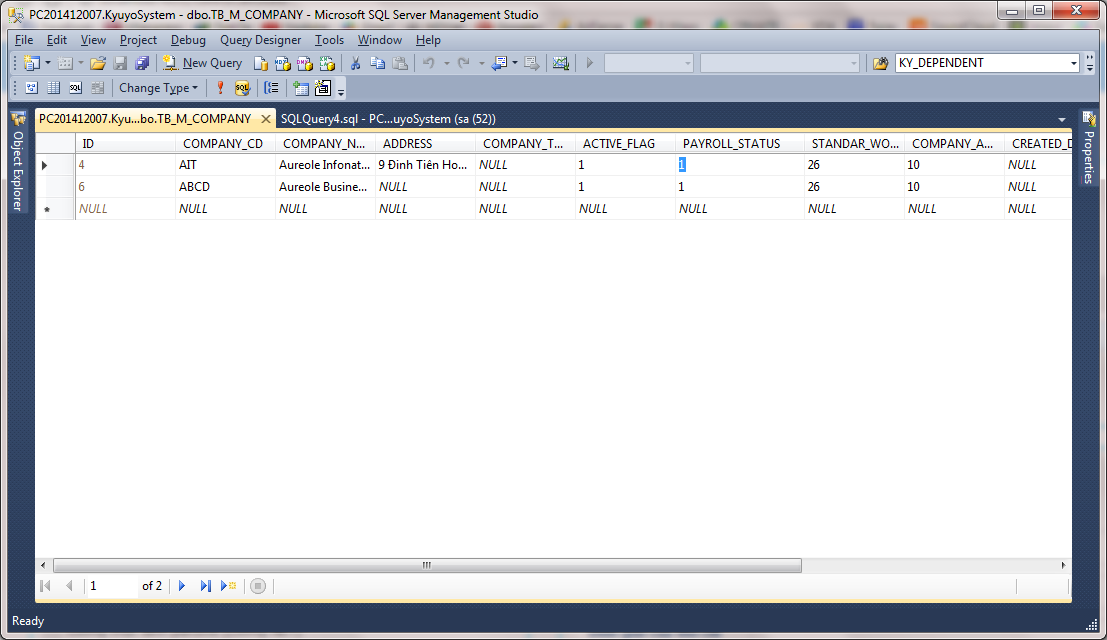 PC201412007.KyuyoSystem - dbo.TB_M_COMPANY - Microsoft SQL Server Management Studio
File Edit View Project Debug Query Designer Tools Window Help
New Query KY_DEPENDENT
Change Type
PC201412007.Kyu...bo.TB_M_COMPANY SQLQuery4.sql - PC...uyoSystem (sa (52))
Object Explorer
Properties
ID COMPANY_CD COMPANY_N... ADDRESS COMPANY_T... ACTIVE_FLAG PAYROLL_STATUS STANDAR_WO... COMPANY_A... CREATED_D
4 AIT Aureole Infonat... 9 Đinh Tiên Ho... NULL 1 1 26 10 NULL
6 ABCD Aureole Busine... NULL NULL 1 1 26 10 NULL
NULL NULL NULL NULL NULL NULL NULL NULL NULL NULL
1 of 2
Ready